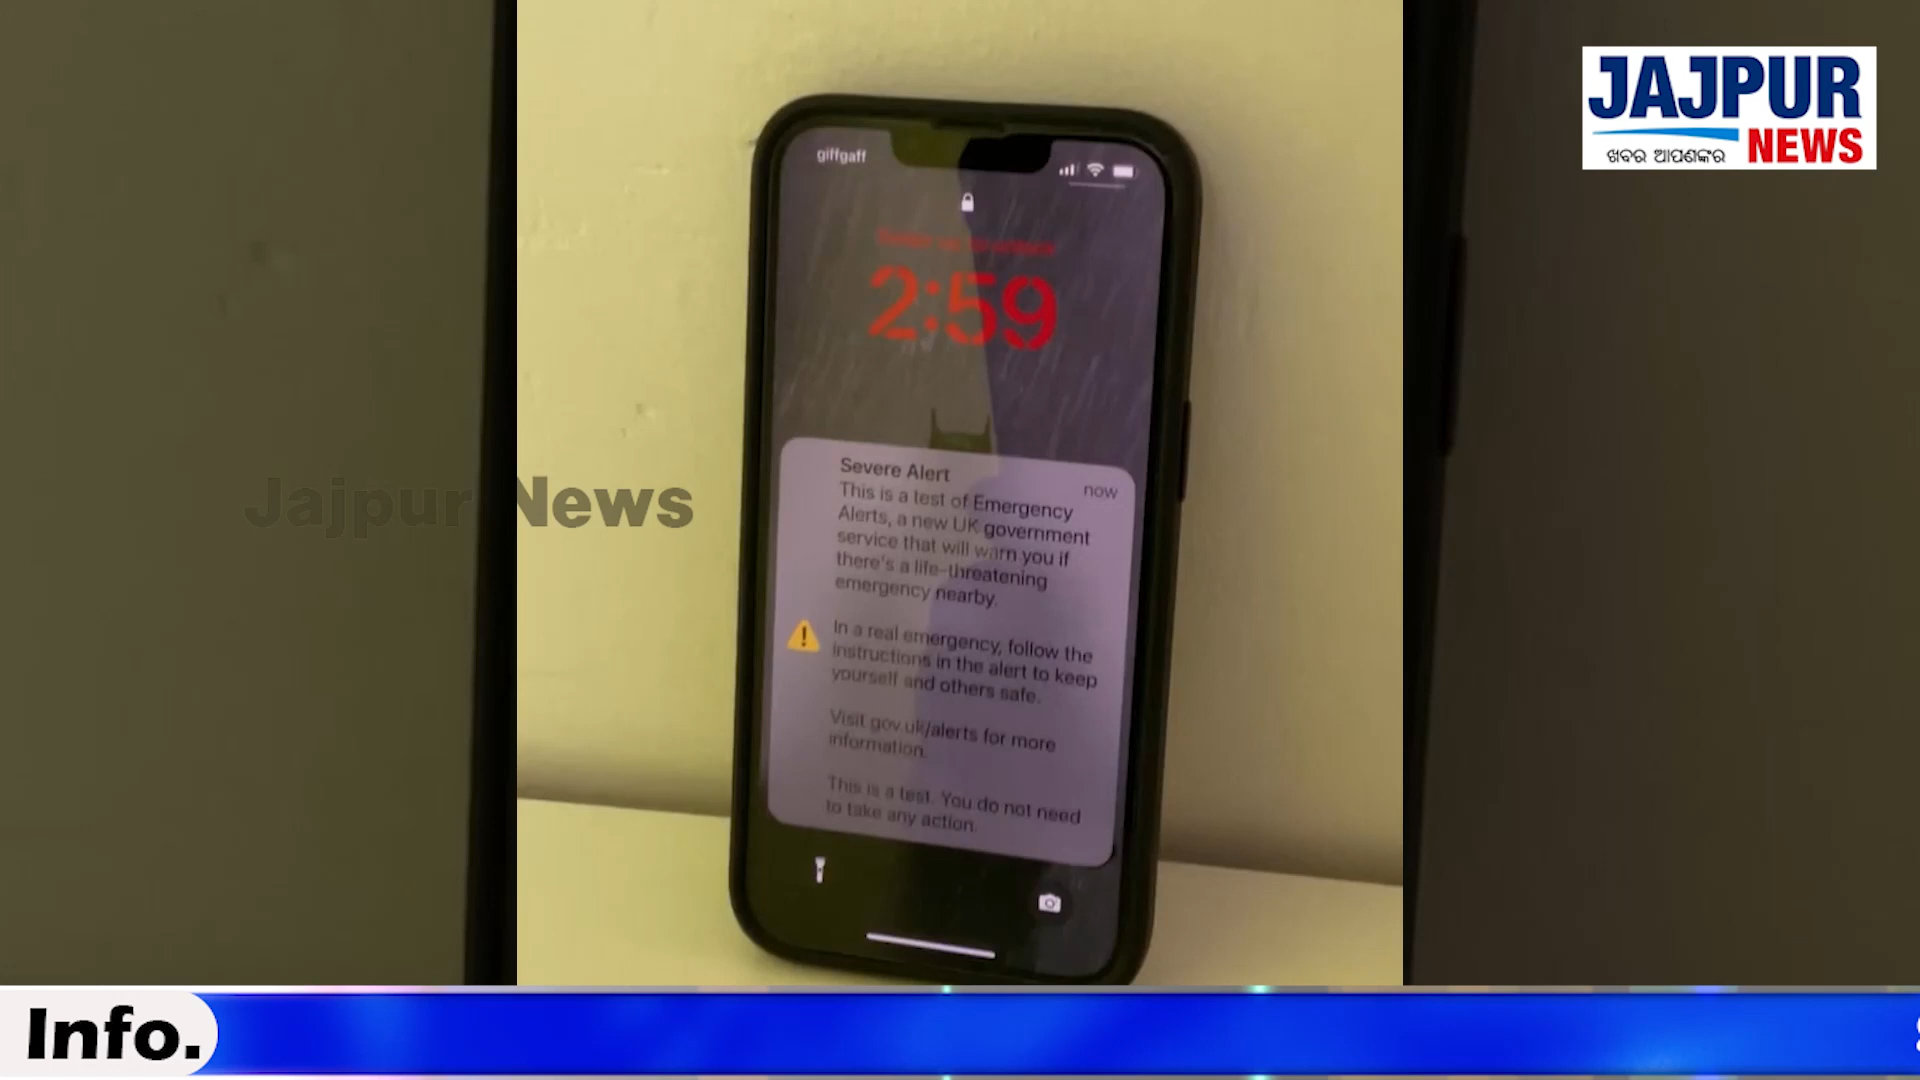 JAJPUR
NEWS
ଖବର ଆପଣଙ୍କର
giffgaff
2:59
Severe Alert
now
This is a test of Emergency
Alerts, a new UK government
service that will warn you if
there's a life-threatening
emergency nearby.
In a real emergency, follow the
instructions in the alert to keep
yourself and others safe.
Visit gov.uk/alerts for more
information.
This is a test. You do not need
to take any action.
Jajpur News
Info.